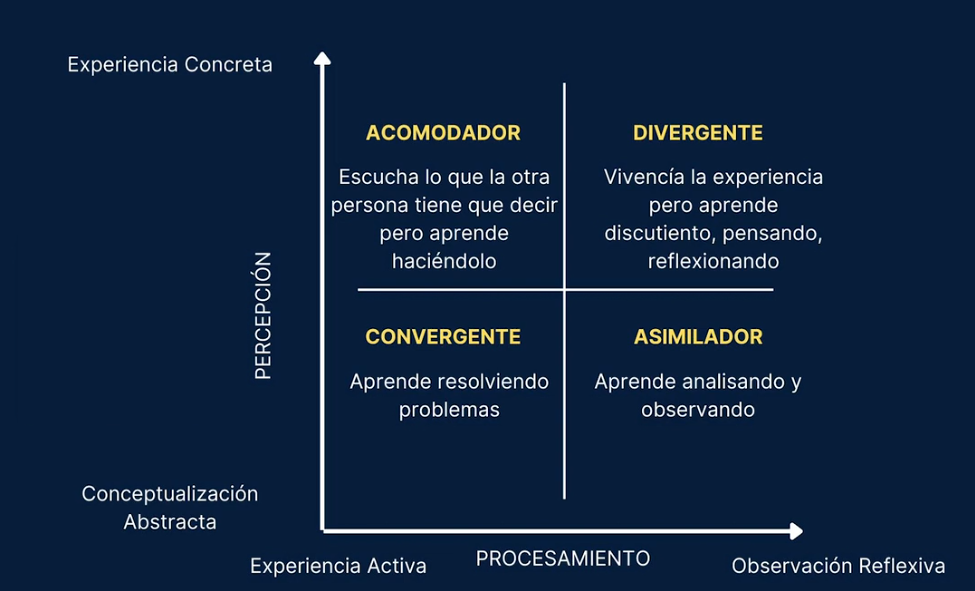 Experiencia Concreta
ACOMODADOR
Escucha lo que la otra
persona tiene que decir
pero aprende
haciéndolo
DIVERGENTE
Vivencía la experiencia
pero aprende
discutiento, pensando,
reflexionando
PERCEPCIÓN
CONVERGENTE
Aprende resolviendo
problemas
ASIMILADOR
Aprende analisando y
observando
Conceptualización
Abstracta
Experiencia Activa
PROCESAMIENTO
Observación Reflexiva